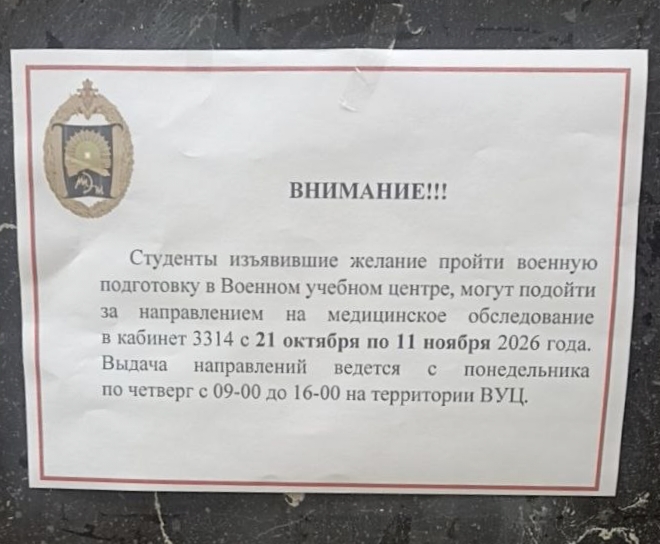 ВНИМАНИЕ!!!
Студенты изъявившие желание пройти военную
подготовку в Военном учебном центре, могут подойти
за направлением на медицинское обследование
в кабинет 3314 с 21 октября по 11 ноября 2026 года.
Выдача направлений ведется с понедельника
по четверг с 09-00 до 16-00 на территории ВУЦ.